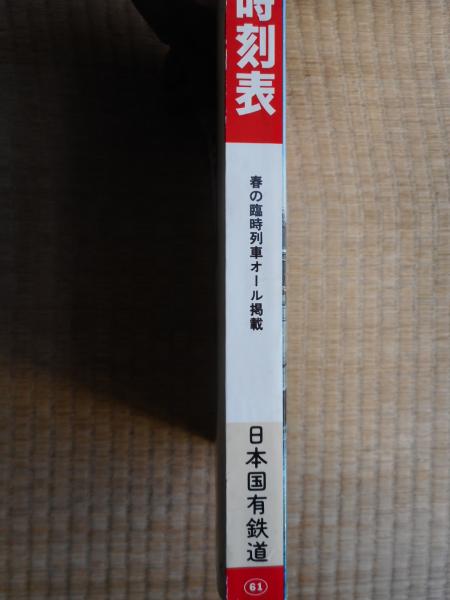 時刻表
春の臨時列車オール掲載
日本国有鉄道
61